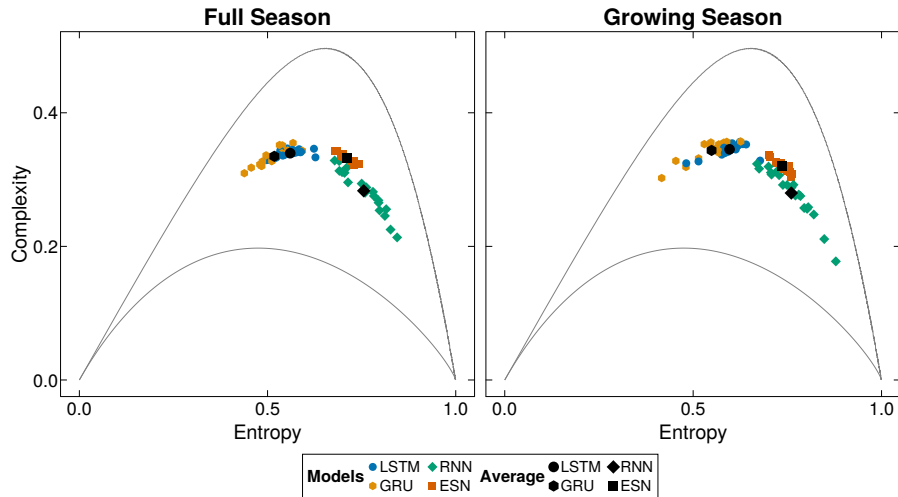 Full Season
Growing Season
Complexity
0.4
0.2
0.0
0.0
0.5
1.0
0.0
0.5
1.0
Entropy
Entropy
Models
LSTM
RNN
GRU
ESN
Average
LSTM
RNN
GRU
ESN